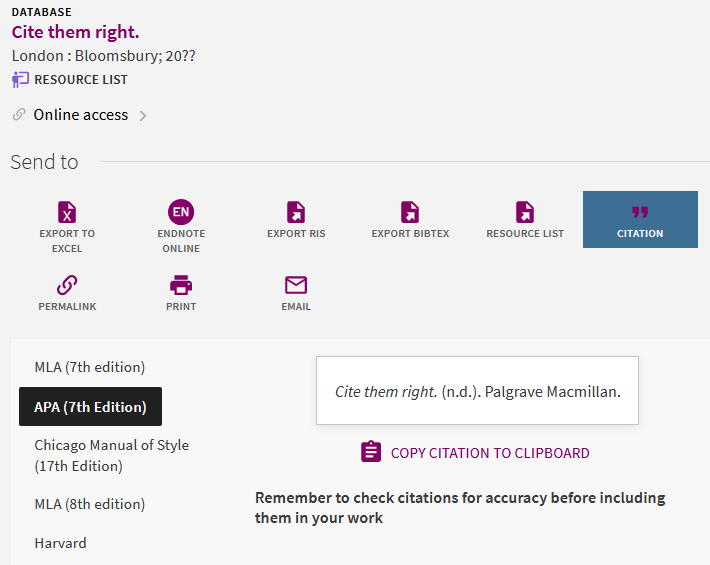 DATABASE
Cite them right.
London : Bloomsbury; 20??
RESOURCE LIST
Online access
Send to
X
EXPORT TO
EXCEL
EN
ENDNOTE
ONLINE
EXPORT RIS
EXPORT BIBTEX
RESOURCE LIST
CITATION
PERMALINK
PRINT
EMAIL
MLA (7th edition)
APA (7th Edition)
Chicago Manual of Style
(17th Edition)
MLA (8th edition)
Harvard
Cite them right. (n.d.). Palgrave Macmillan.
COPY CITATION TO CLIPBOARD
Remember to check citations for accuracy before including
them in your work